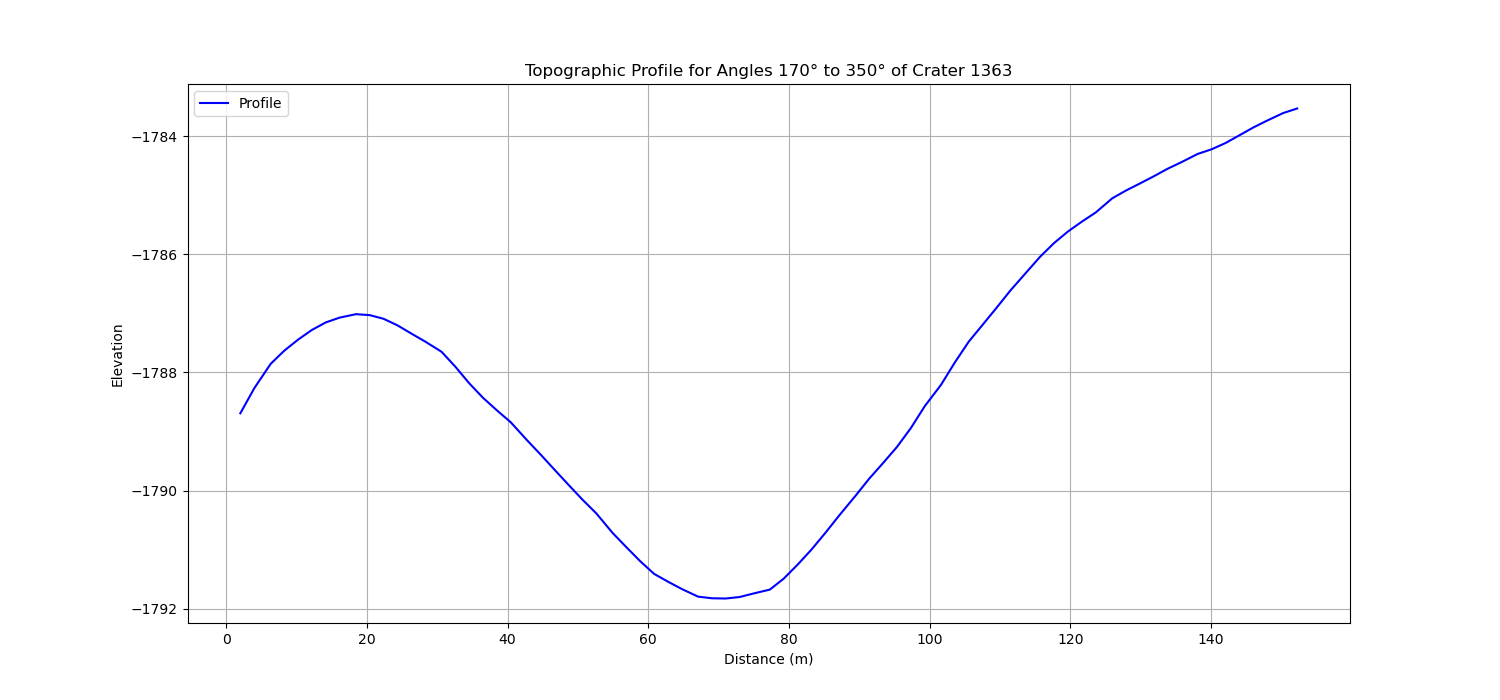 Topographic Profile for Angles 170° to 350° of Crater 1363
Profile
−1784
−1786
−1788
−1790
−1792
Elevation
0 20 40 60 80 100 120 140
Distance (m)